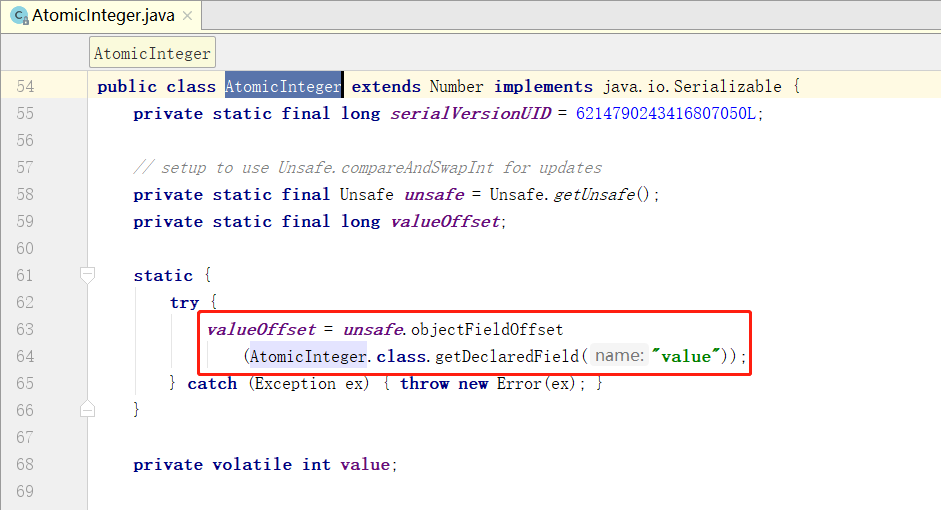 AtomicInteger.java
AtomicInteger
54 public class AtomicInteger extends Number implements java.io.Serializable {
55 private static final long serialVersionUID = 6214790243416807050L;
56
57 // setup to use Unsafe.compareAndSwapInt for updates
58 private static final Unsafe unsafe = Unsafe.getUnsafe();
59 private static final long valueOffset;
60
61 static {
62 try {
63 valueOffset = unsafe.objectFieldOffset
64 (AtomicInteger.class.getDeclaredField( name: "value"));
65 } catch (Exception ex) { throw new Error(ex); }
66 }
67
68 private volatile int value;
69